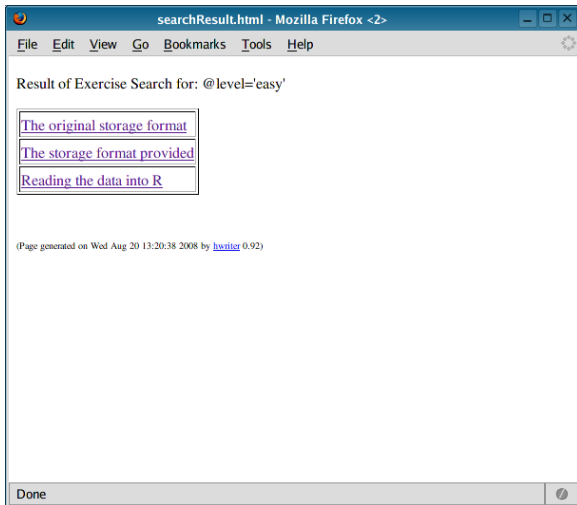 searchResult.html - Mozilla Firefox <2>
File Edit View Go Bookmarks Tools Help
Result of Exercise Search for: @level='easy'
The original storage format
The storage format provided
Reading the data into R
(Page generated on Wed Aug 20 13:20:38 2008 by hwriter 0.92)
Done